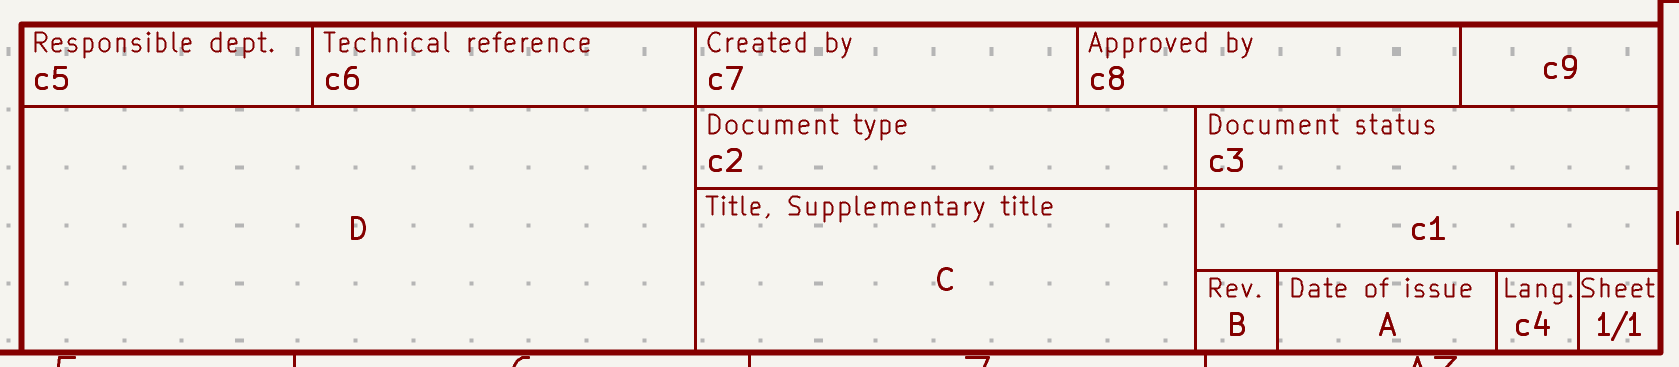 Responsible dept.
c5
Technical reference
c6
Created by
c7
Approved by
c8
c9
D
Document type
c2
Document status
c3
Title, Supplementary title
C
c1
Rev.
B
Date of issue
A
Lang.
c4
Sheet
1/1